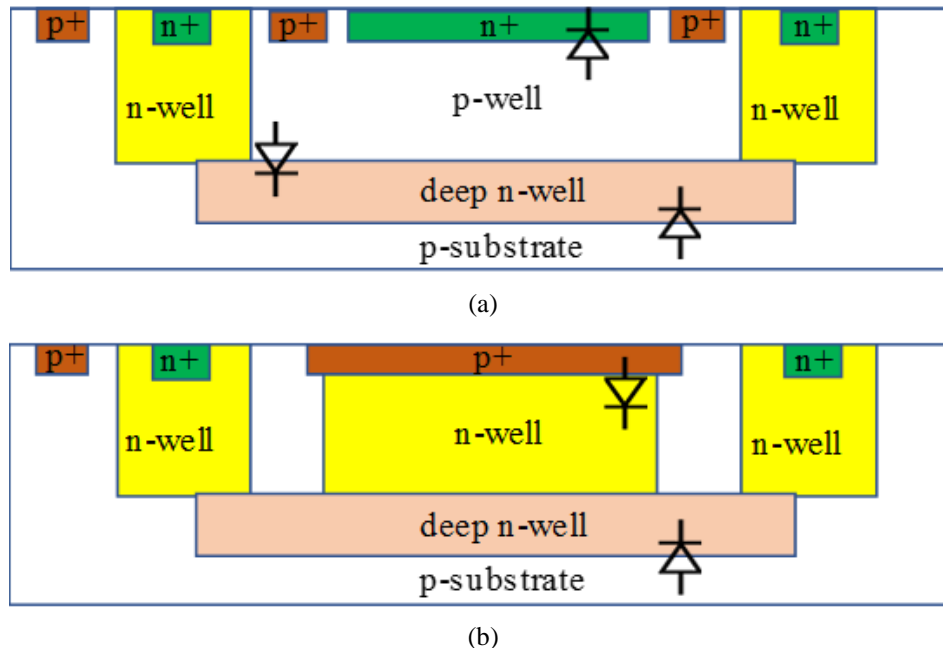 p+ n+ p+ n+ p+ n+
n-well p-well n-well
deep n-well
p-substrate
(a)
p+ n+ p+ n+
n-well n-well n-well
deep n-well
p-substrate
(b)